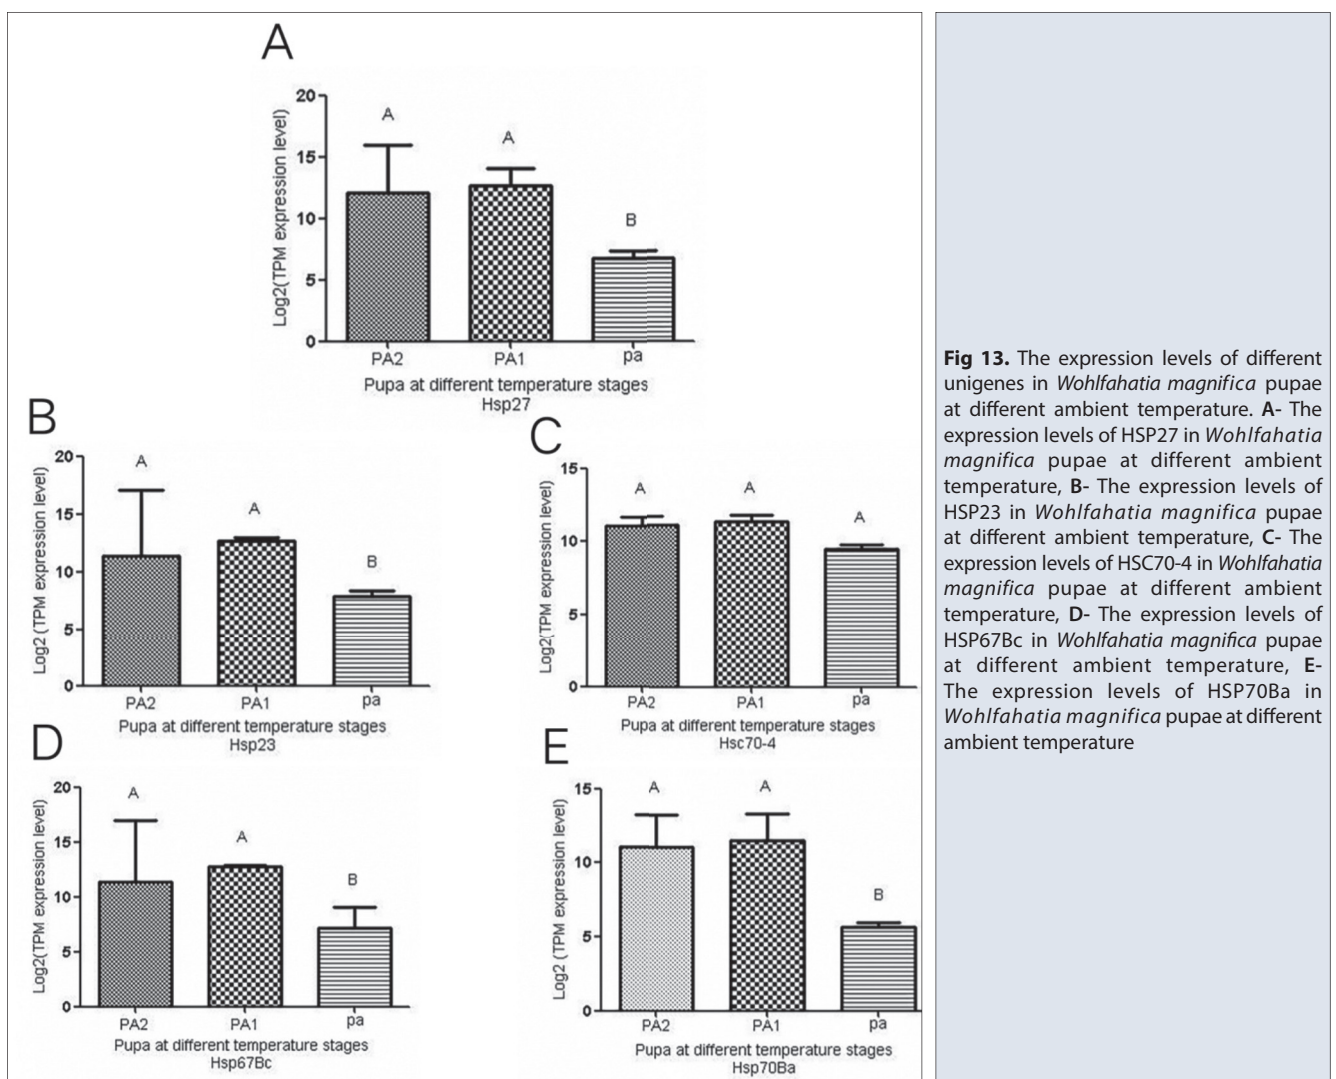 A
20
15
10
5
0
Log2(TPM expression level)
A
A
B
PA2
PA1
pa
Pupa at different temperature stages
Hsp27
B
20
15
10
5
0
Log2 (TPM expression level)
A
A
B
PA2
PA1
pa
Pupa at different temperature stages
Hsp23
C
15
10
5
0
Log2(TPM expression level)
A
A
A
PA2
PA1
pa
Pupa at different temperature stages
Hsc70-4
D
20
15
10
5
0
Log2(TPM expression level)
A
A
B
PA2
PA1
pa
Pupa at different temperature stages
Hsp67Bc
E
15
10
5
0
Log2 (TPM expression level)
A
A
B
PA2
PA1
pa
Pupa at different temperature stages
Hsp70Ba
Fig 13. The expression levels of different
unigenes in Wohlfahatia magnifica pupae
at different ambient temperature. A- The
expression levels of HSP27 in Wohlfahatia
magnifica pupae at different ambient
temperature, B- The expression levels of
HSP23 in Wohlfahatia magnifica pupae
at different ambient temperature, C- The
expression levels of HSC70-4 in Wohlfahatia
magnifica pupae at different ambient
temperature, D- The expression levels of
HSP67Bc in Wohlfahatia magnifica pupae
at different ambient temperature, E-
The expression levels of HSP70Ba in
Wohlfahatia magnifica pupae at different
ambient temperature